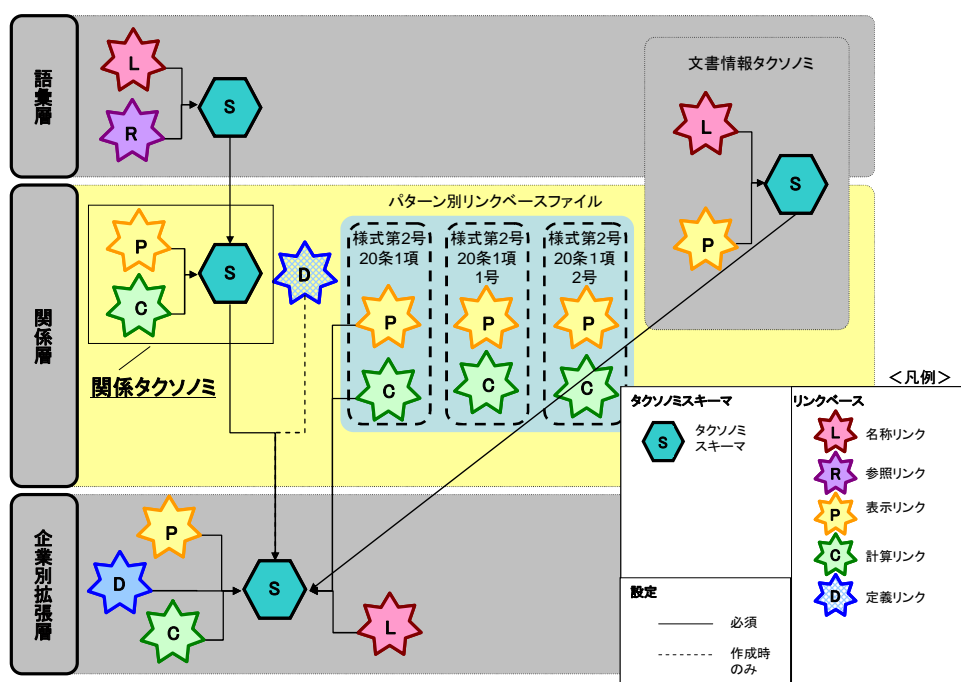 語彙層
L
R
S
文書情報タクソノミ
L
P
S
関係層
P
C
S
D
関係タクソノミ
パターン別リンクベースファイル
様式第2号
20条1項
P
C
様式第2号
20条1項
1号
P
C
様式第2号
20条1項
2号
P
C
企業別拡張層
P
D
C
S
L
＜凡例＞
タクソノミスキーマ
S
タクソノミ
スキーマ
リンクベース
L
名称リンク
R
参照リンク
P
表示リンク
C
計算リンク
D
定義リンク
設定
必須
作成時
のみ